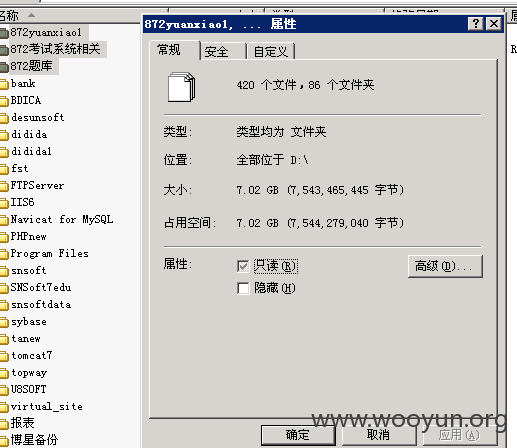 名称
872yuanxiao1
872考试系统相关
872题库
bank
BDICA
desunsoft
didida
didida1
fst
FTPServer
IIS6
Navicat for MySQL
PHPnew
Program Files
snsoft
SNSoft7edu
snsoftdata
sybase
tanew
tomcat7
topway
U8SOFT
virtual_site
报表
博星备份
872yuanxiao1, ... 属性
常规 安全 自定义
420 个文件，86 个文件夹
类型: 类型均为 文件夹
位置: 全部位于 D:\
大小: 7.02 GB (7,543,465,445 字节)
占用空间: 7.02 GB (7,544,279,040 字节)
属性: 只读(R) 高级(D)...
隐藏(H)
确定 取消 应用(A)
www.wooyun.org